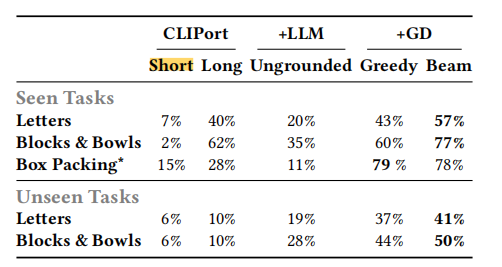 CLIPort +LLM +GD
Short Long Ungrounded Greedy Beam
Seen Tasks
Letters 7% 40% 20% 43% 57%
Blocks & Bowls 2% 62% 35% 60% 77%
Box Packing* 15% 28% 11% 79 % 78%
Unseen Tasks
Letters 6% 10% 19% 37% 41%
Blocks & Bowls 6% 10% 28% 44% 50%